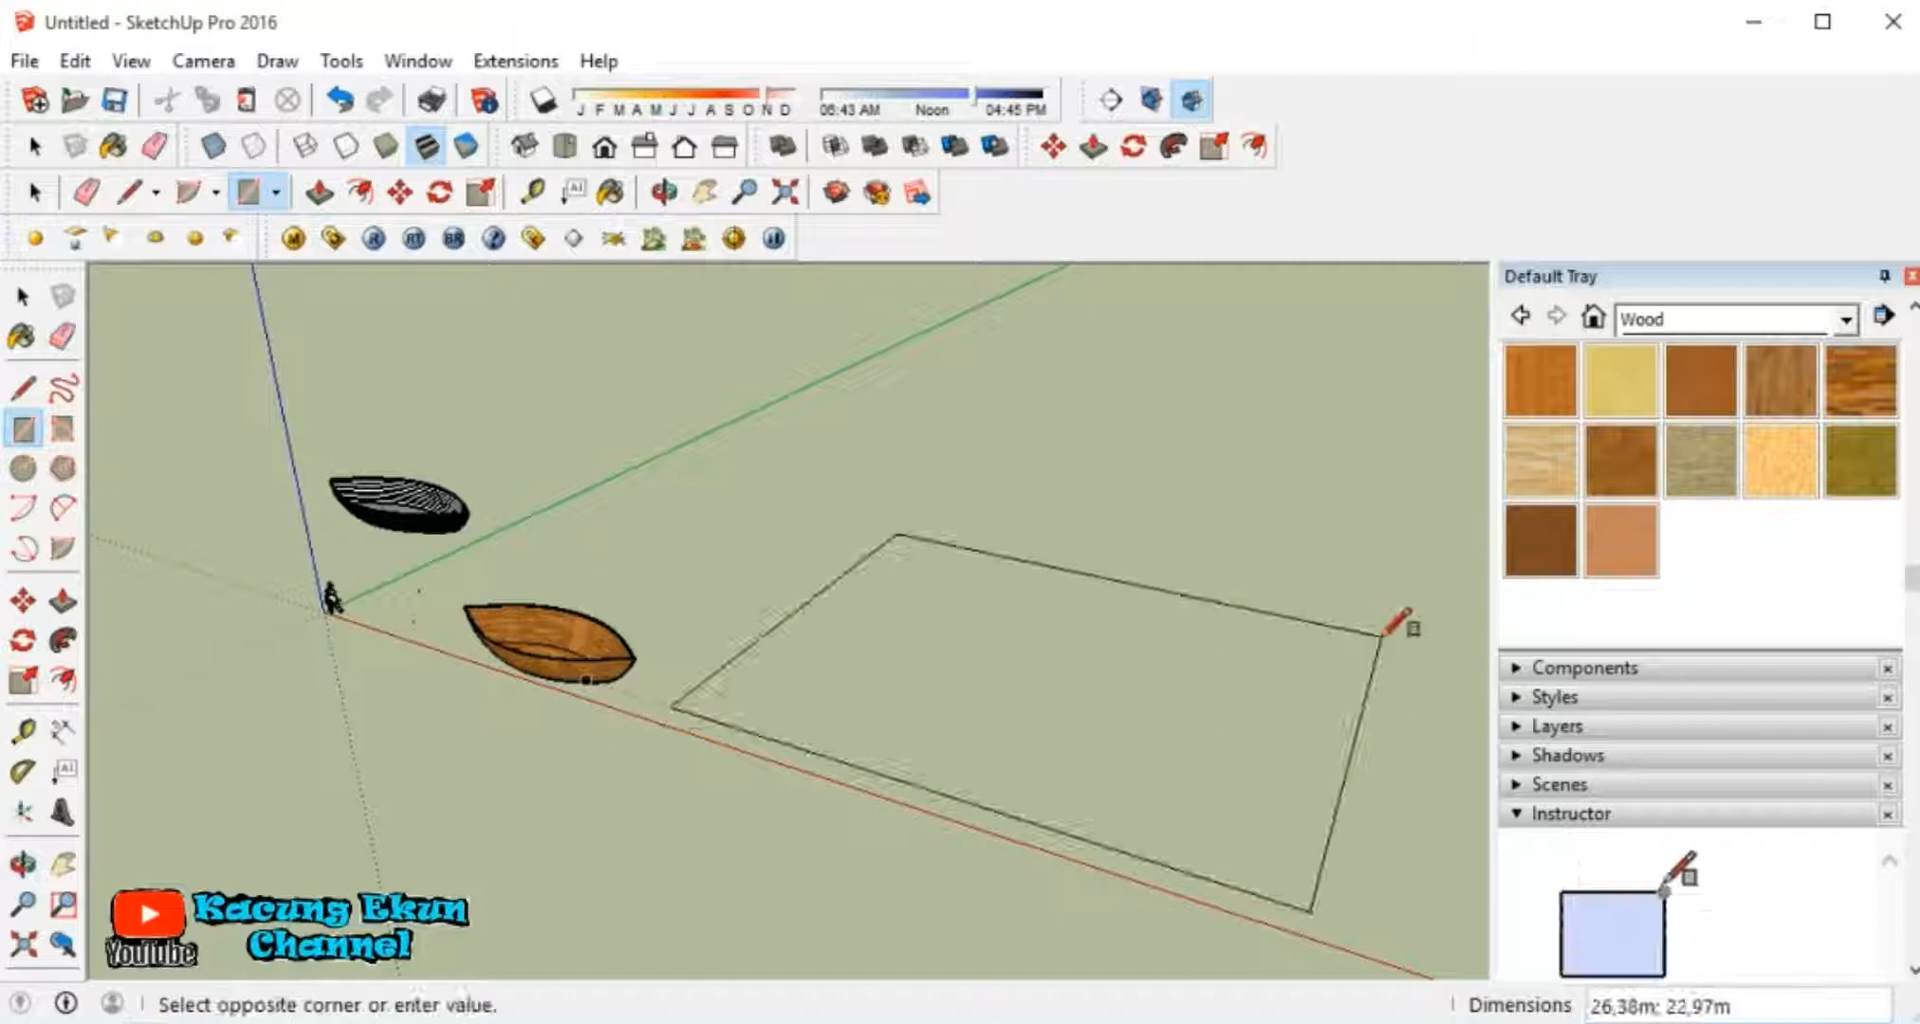 Untitled - SketchUp Pro 2016
File Edit View Camera Draw Tools Window Extensions Help
J F M A M J J A S O N D
06:43 AM Noon 04:45 PM
M R RT BR ?
Default Tray
Wood
Components
Styles
Layers
Shadows
Scenes
Instructor
Kacung Ekun
Channel
YouTube
Select opposite corner or enter value.
Dimensions 26,38m; 22,97m